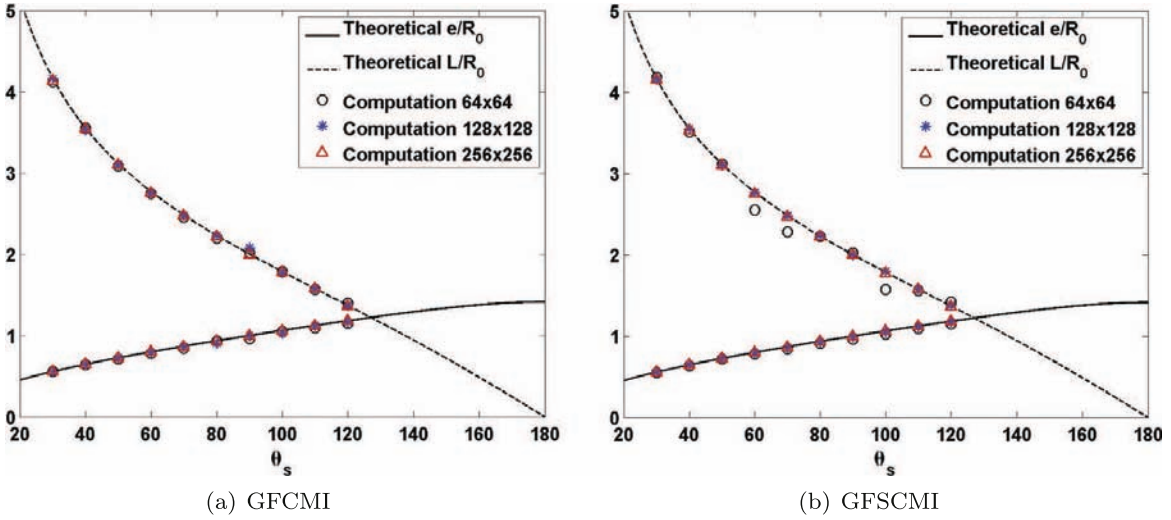 5
4
3
2
1
0
20 40 60 80 100 120 140 160 180
θs
Theoretical e/R0
Theoretical L/R0
Computation 64x64
Computation 128x128
Computation 256x256
(a) GFCMI
5
4
3
2
1
0
20 40 60 80 100 120 140 160 180
θs
Theoretical e/R0
Theoretical L/R0
Computation 64x64
Computation 128x128
Computation 256x256
(b) GFSCMI